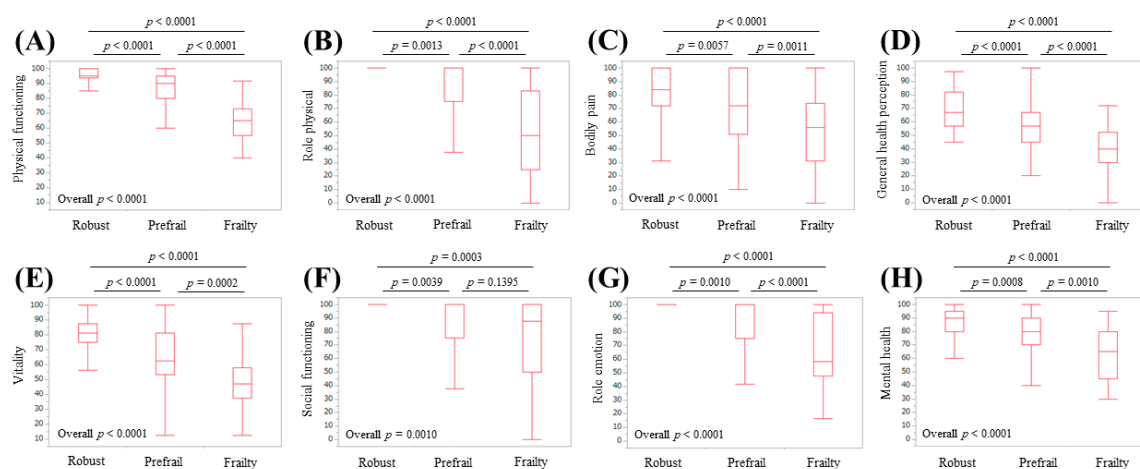 p < 0.0001
(A)
p < 0.0001 p < 0.0001
Physical functioning
100
90
80
70
60
50
40
30
20
10
Overall p < 0.0001
Robust Prefrail Frailty
p < 0.0001
(B)
p = 0.0013 p < 0.0001
Role physical
100
90
80
70
60
50
40
30
20
10
0
Overall p < 0.0001
Robust Prefrail Frailty
p < 0.0001
(C)
p = 0.0057 p = 0.0011
Bodily pain
100
90
80
70
60
50
40
30
20
10
0
Overall p < 0.0001
Robust Prefrail Frailty
p < 0.0001
(D)
p < 0.0001 p < 0.0001
General health perception
100
90
80
70
60
50
40
30
20
10
0
Overall p < 0.0001
Robust Prefrail Frailty
p < 0.0001
(E)
p < 0.0001 p = 0.0002
Vitality
100
90
80
70
60
50
40
30
20
10
Overall p < 0.0001
Robust Prefrail Frailty
p = 0.0003
(F)
p = 0.0039 p = 0.1395
Social functioning
100
90
80
70
60
50
40
30
20
10
0
Overall p = 0.0010
Robust Prefrail Frailty
p < 0.0001
(G)
p = 0.0010 p < 0.0001
Role emotion
100
90
80
70
60
50
40
30
20
10
0
Overall p < 0.0001
Robust Prefrail Frailty
p < 0.0001
(H)
p = 0.0008 p = 0.0010
Mental health
100
90
80
70
60
50
40
30
20
10
0
Overall p < 0.0001
Robust Prefrail Frailty